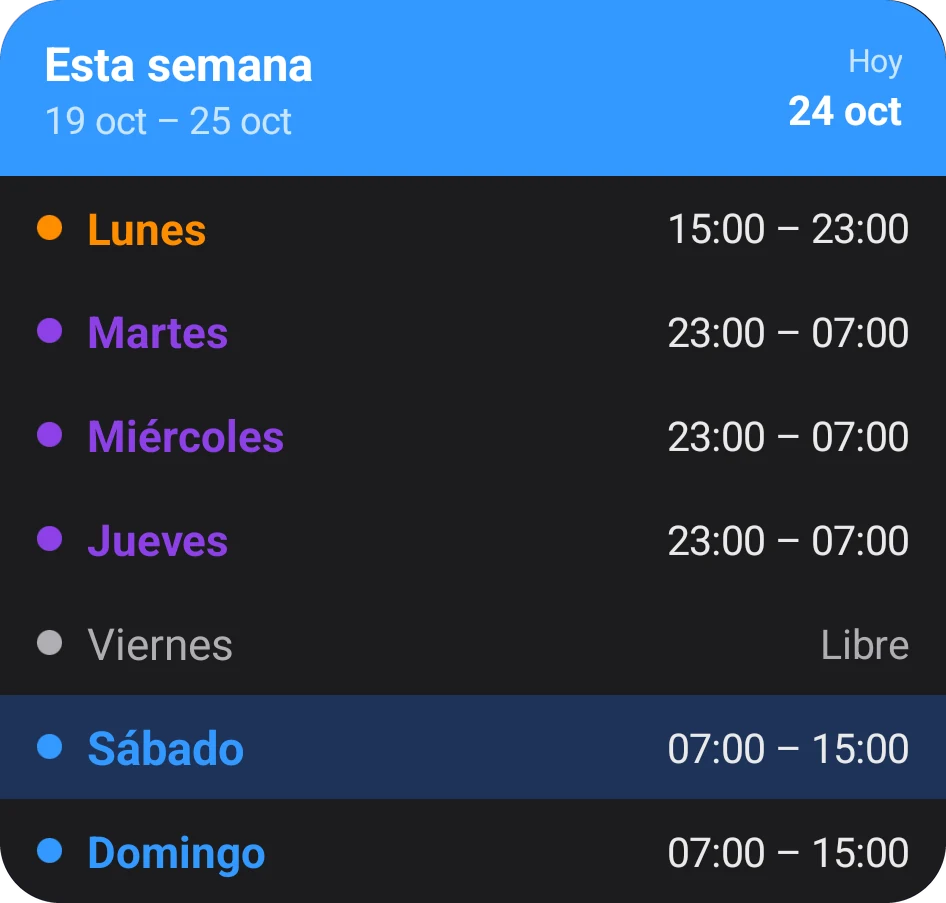 Esta semana
19 oct – 25 oct
Hoy
24 oct
Lunes 15:00 – 23:00
Martes 23:00 – 07:00
Miércoles 23:00 – 07:00
Jueves 23:00 – 07:00
Viernes Libre
Sábado 07:00 – 15:00
Domingo 07:00 – 15:00